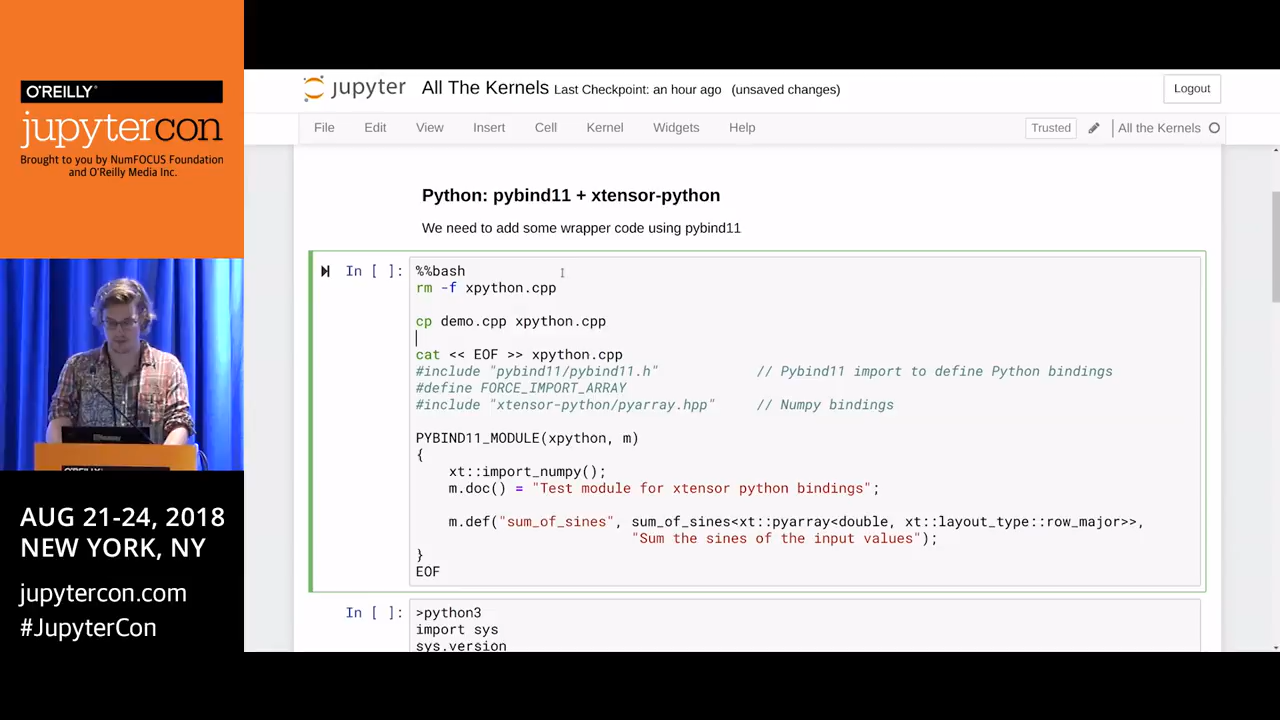 O'REILLY®
jupytercon
Brought to you by NumFOCUS Foundation
and O'Reilly Media Inc.
AUG 21-24, 2018
NEW YORK, NY
jupytercon.com
#JupyterCon
jupyter All The Kernels Last Checkpoint: an hour ago (unsaved changes) Logout
File Edit View Insert Cell Kernel Widgets Help Trusted All the Kernels
Python: pybind11 + xtensor-python
We need to add some wrapper code using pybind11
In [ ]: %%bash
rm -f xpython.cpp
cp demo.cpp xpython.cpp
cat << EOF >> xpython.cpp
#include "pybind11/pybind11.h" // Pybind11 import to define Python bindings
#define FORCE_IMPORT_ARRAY
#include "xtensor-python/pyarray.hpp" // Numpy bindings
PYBIND11_MODULE(xpython, m)
{
xt::import_numpy();
m.doc() = "Test module for xtensor python bindings";
m.def("sum_of_sines", sum_of_sines<xt::pyarray<double, xt::layout_type::row_major>>,
"Sum the sines of the input values");
}
EOF
In [ ]: >python3
import sys
sys.version